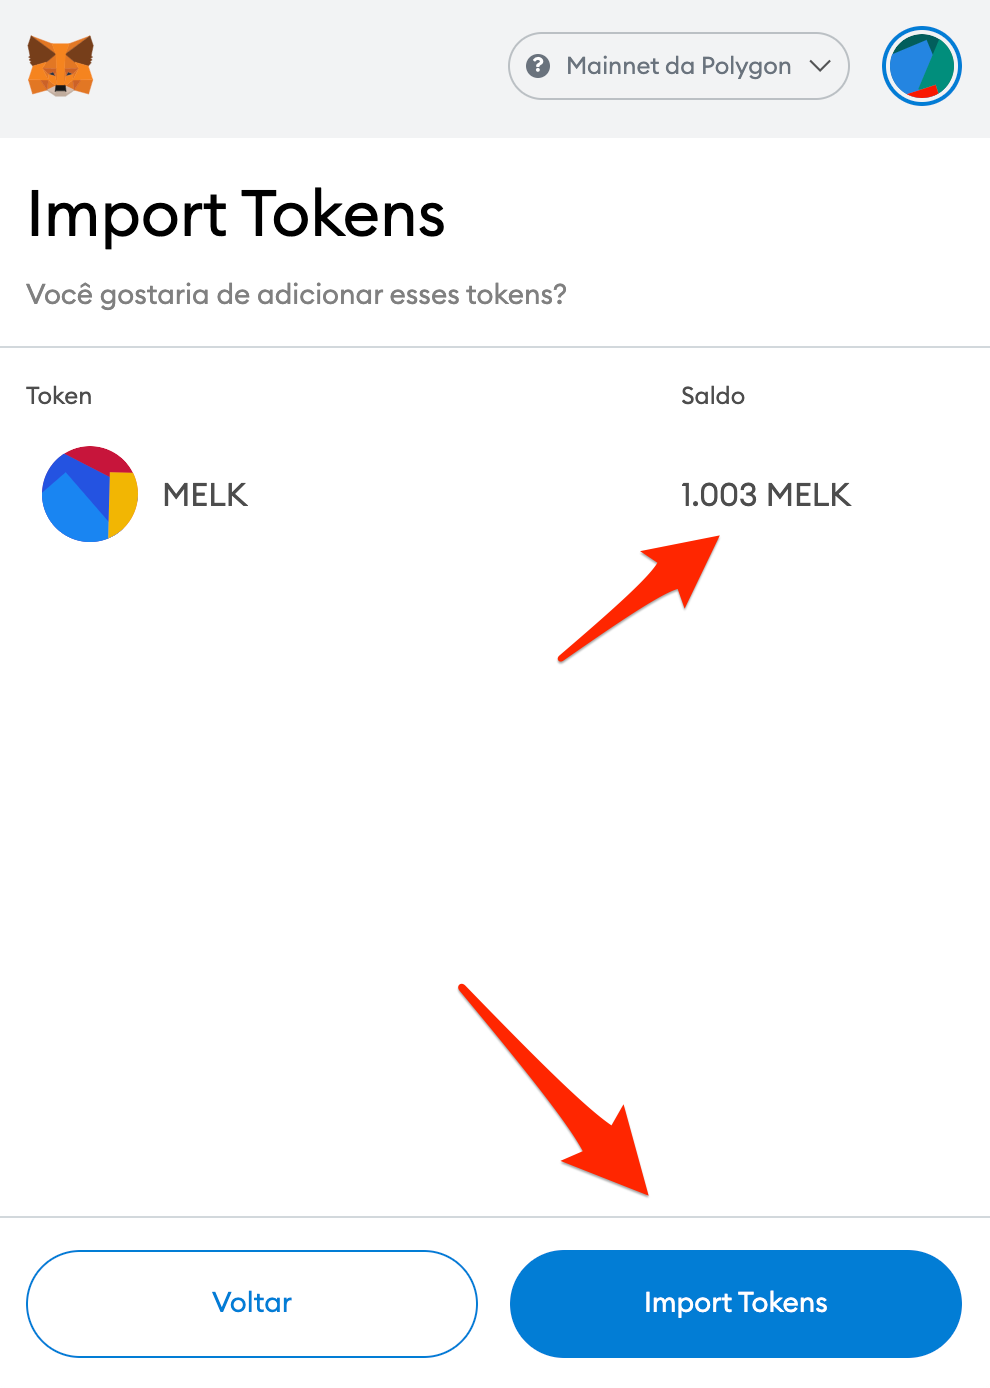 Mainnet da Polygon
Import Tokens
Você gostaria de adicionar esses tokens?
Token
Saldo
MELK
1.003 MELK
Voltar
Import Tokens